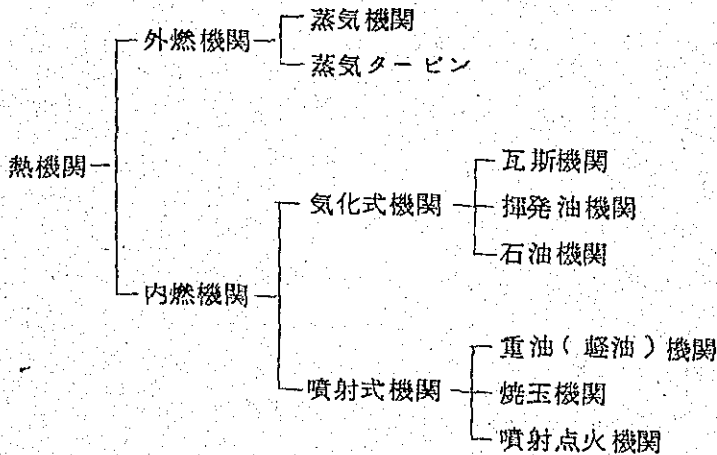 熱機関
外燃機関
蒸気機関
蒸気タービン
内燃機関
気化式機関
瓦斯機関
揮発油機関
石油機関
噴射式機関
重油(軽油)機関
焼玉機関
噴射点火機関